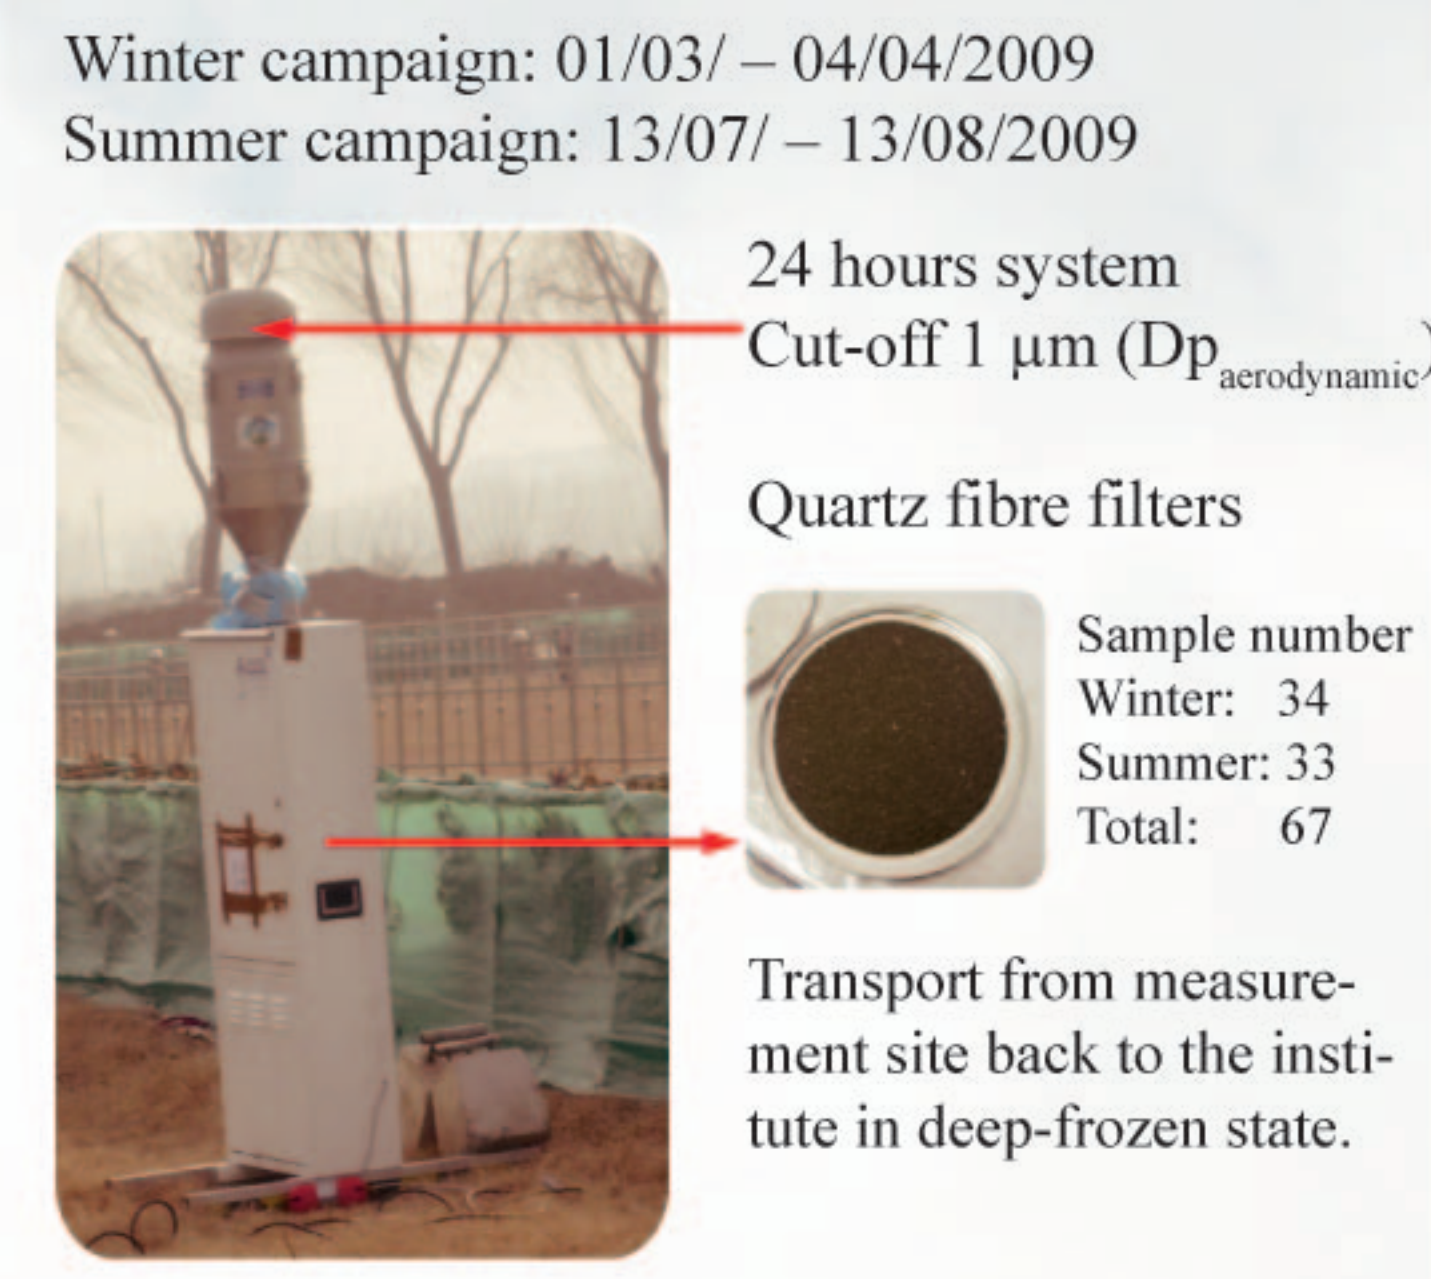 Winter campaign: 01/03/ – 04/04/2009
Summer campaign: 13/07/ – 13/08/2009
24 hours system
Cut-off 1 μm (Dp aerodynamic)
Quartz fibre filters
Sample number
Winter: 34
Summer: 33
Total: 67
Transport from measure-
ment site back to the insti-
tute in deep-frozen state.